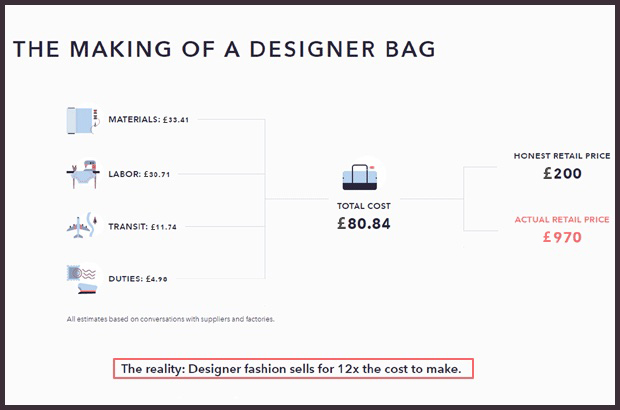 THE MAKING OF A DESIGNER BAG
MATERIALS: £33.41
LABOR: £30.71
TRANSIT: £11.74
DUTIES: £4.98
TOTAL COST
£80.84
HONEST RETAIL PRICE
£200
ACTUAL RETAIL PRICE
£970
All estimates based on conversations with suppliers and factories.
The reality: Designer fashion sells for 12x the cost to make.